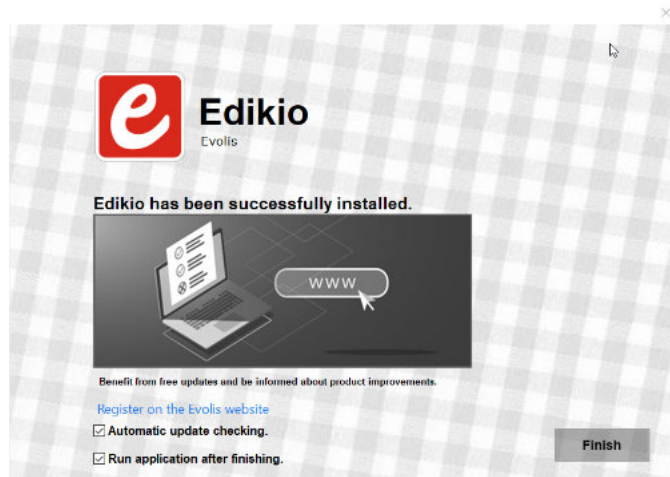 e
Edikio
Evolis
Edikio has been successfully installed.
WWW
Benefit from free updates and be informed about product improvements.
Register on the Evolis website
Automatic update checking.
Run application after finishing.
Finish